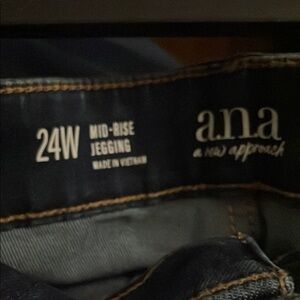 24W
MID-RISE
JEGGING
MADE IN VIETNAM
a.n.a
a new approach